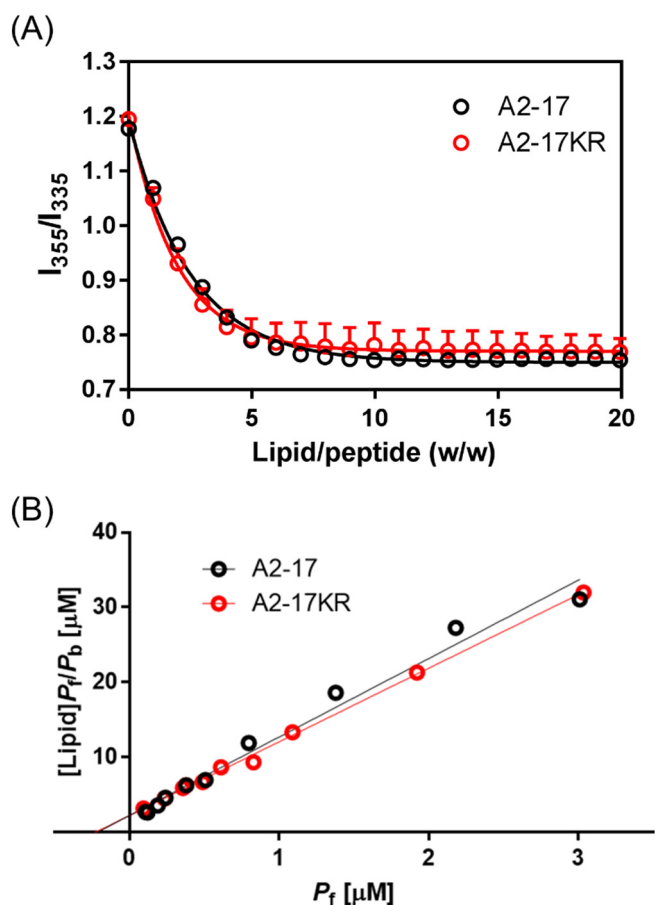 (A)
1.3
1.2
1.1
1.0
0.9
0.8
0.7
I355/I335
A2-17
A2-17KR
0 5 10 15 20
Lipid/peptide (w/w)
(B)
40
30
20
10
[Lipid]Pf/Pb [μM]
A2-17
A2-17KR
0 1 2 3
Pf [μM]